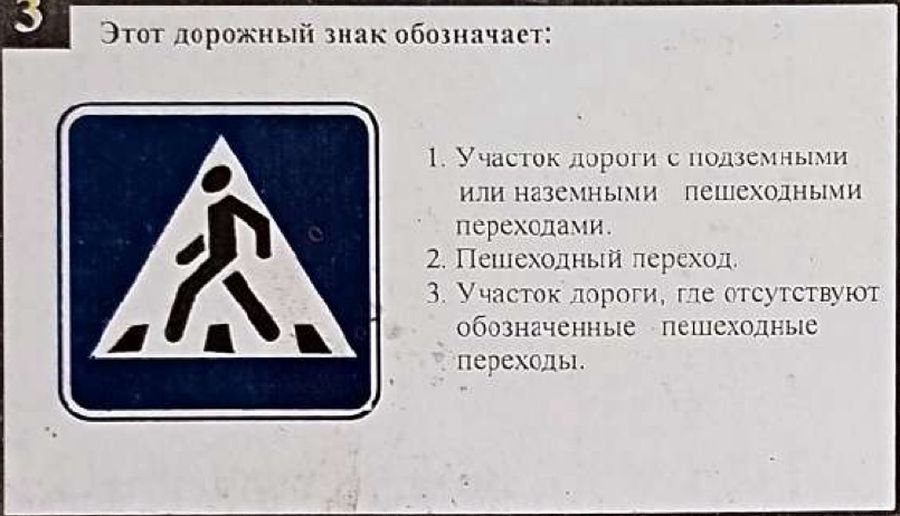 3
Этот дорожный знак обозначает:
1. Участок дороги с подземными
или наземными пешеходными
переходами.
2. Пешеходный переход.
3. Участок дороги, где отсутствуют
обозначенные пешеходные
переходы.